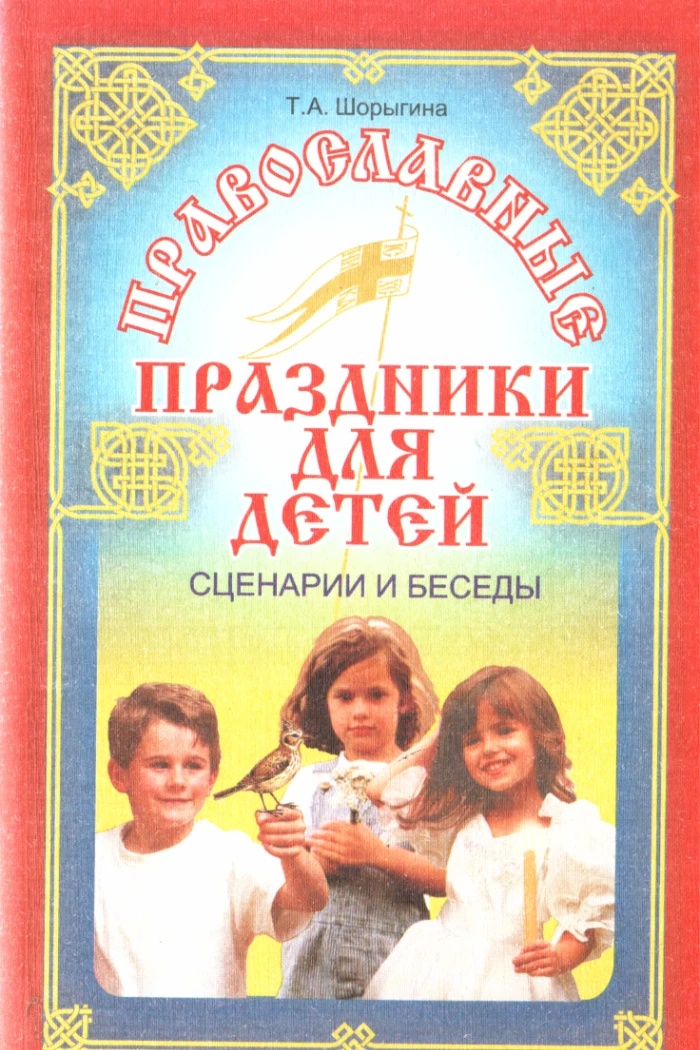 Т.А. Шорыгина
ПРАВОСЛАВНЫЕ
ПРАЗДНИКИ
ДЛЯ
ДЕТЕЙ
СЦЕНАРИИ И БЕСЕДЫ